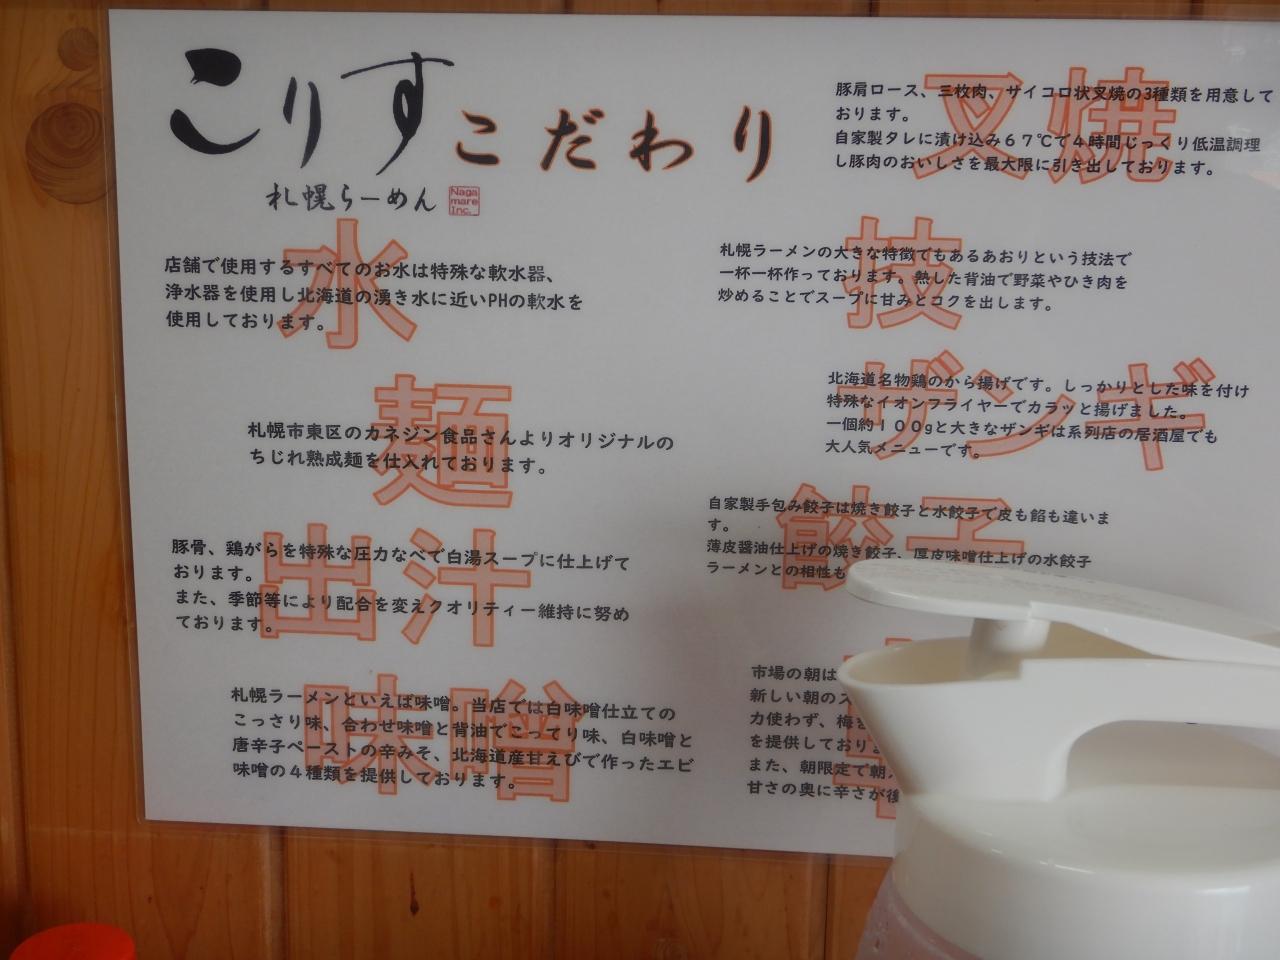 こりす こだわり
札幌らーめん
Naga
mare
Inc.
水
店舗で使用するすべてのお水は特殊な軟水器、
浄水器を使用し北海道の湧き水に近いPHの軟水を
使用しております。
麺
札幌市東区のカネジン食品さんよりオリジナルの
ちぢれ熟成麺を仕入れております。
出汁
豚骨、鶏がらを特殊な圧力なべで白湯スープに仕上げて
おります。
また、季節等により配合を変えクオリティー維持に努め
ております。
味噌
札幌ラーメンといえば味噌。当店では白味噌仕立ての
こっさり味、合わせ味噌と背油でこってり味、白味噌と
唐辛子ペーストの辛みそ、北海道産甘えびで作ったエビ
味噌の４種類を提供しております。
叉焼
豚肩ロース、三枚肉、サイコロ状叉焼の3種類を用意して
おります。
自家製タレに漬け込み６７℃で４時間じっくり低温調理
し豚肉のおいしさを最大限に引き出しております。
技
札幌ラーメンの大きな特徴でもあるあおりという技法で
一杯一杯作っております。熱した背油で野菜やひき肉を
炒めることでスープに甘みとコクを出します。
ザンギ
北海道名物鶏のから揚げです。しっかりとした味を付け
特殊なイオンフライヤーでカラッと揚げました。
一個約１００gと大きなザンギは系列店の居酒屋でも
大人気メニューです。
餃子
自家製手包み餃子は焼き餃子と水餃子で皮も餡も違いま
す。
薄皮醤油仕上げの焼き餃子、厚皮味噌仕上げの水餃子
ラーメンとの相性も
市場の朝は
新しい朝の
力使わず、梅
を提供しており
また、朝限定で朝
甘さの奥に辛さが